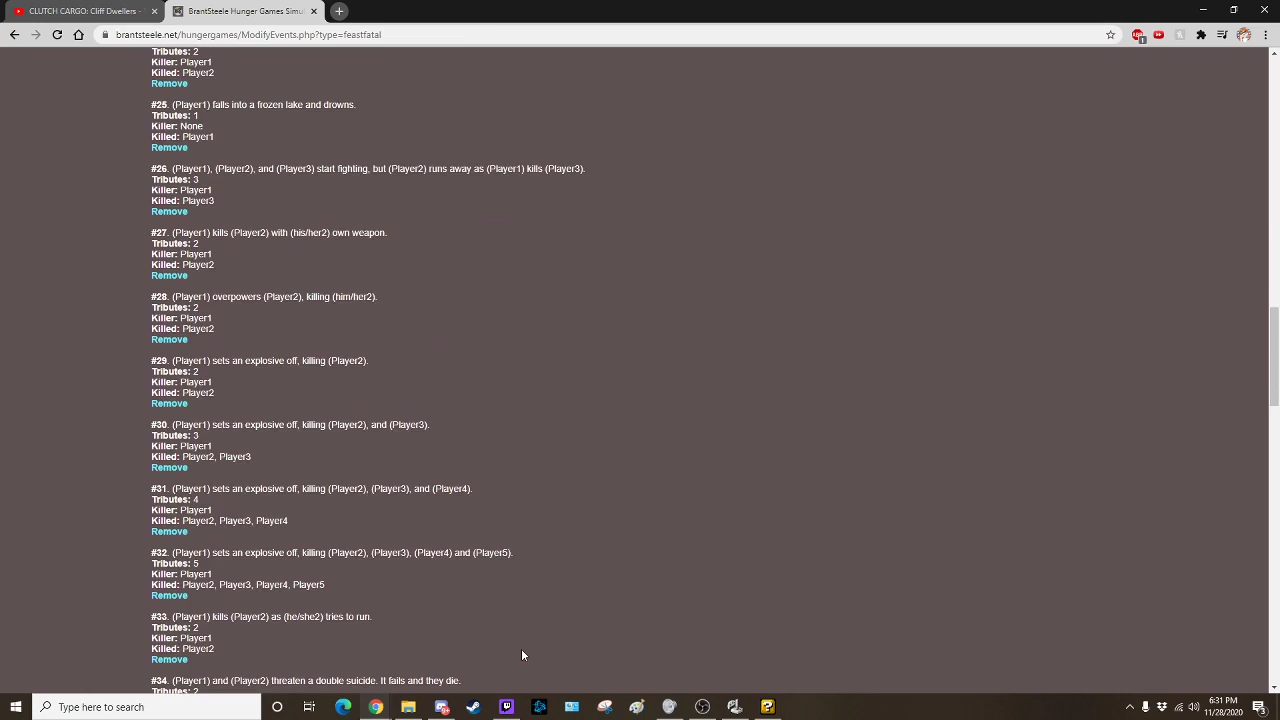 CLUTCH CARGO: Cliff Dwellers -
BrantSteele Hunger Games Simul
brantsteele.net/hungergames/ModifyEvents.php?type=feastfatal
Tributes: 2
Killer: Player1
Killed: Player2
Remove
#25. (Player1) falls into a frozen lake and drowns.
Tributes: 1
Killer: None
Killed: Player1
Remove
#26. (Player1), (Player2), and (Player3) start fighting, but (Player2) runs away as (Player1) kills (Player3).
Tributes: 3
Killer: Player1
Killed: Player3
Remove
#27. (Player1) kills (Player2) with (his/her2) own weapon.
Tributes: 2
Killer: Player1
Killed: Player2
Remove
#28. (Player1) overpowers (Player2), killing (him/her2).
Tributes: 2
Killer: Player1
Killed: Player2
Remove
#29. (Player1) sets an explosive off, killing (Player2).
Tributes: 2
Killer: Player1
Killed: Player2
Remove
#30. (Player1) sets an explosive off, killing (Player2), and (Player3).
Tributes: 3
Killer: Player1
Killed: Player2, Player3
Remove
#31. (Player1) sets an explosive off, killing (Player2), (Player3), and (Player4).
Tributes: 4
Killer: Player1
Killed: Player2, Player3, Player4
Remove
#32. (Player1) sets an explosive off, killing (Player2), (Player3), (Player4) and (Player5).
Tributes: 5
Killer: Player1
Killed: Player2, Player3, Player4, Player5
Remove
#33. (Player1) kills (Player2) as (he/she2) tries to run.
Tributes: 2
Killer: Player1
Killed: Player2
Remove
#34. (Player1) and (Player2) threaten a double suicide. It fails and they die.
Tributes: 2
Type here to search
6:31 PM
11/28/2020